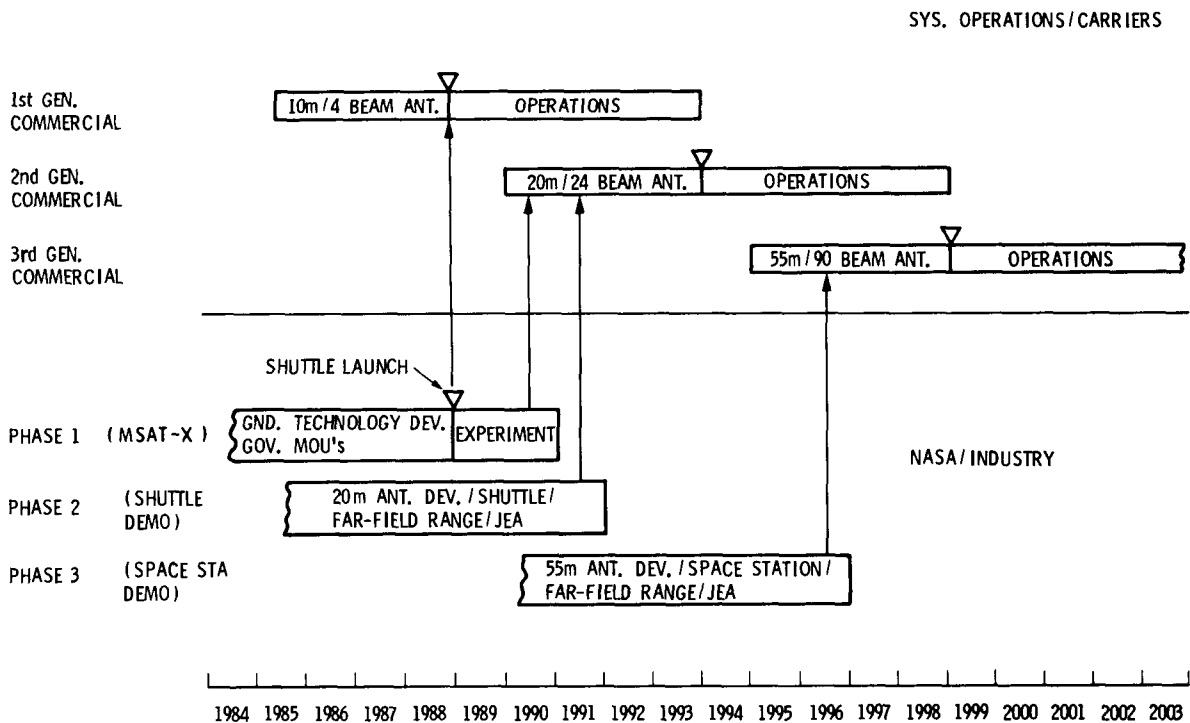 SYS. OPERATIONS/CARRIERS
1st GEN.
COMMERCIAL
10m/4 BEAM ANT.
OPERATIONS
2nd GEN.
COMMERCIAL
20m/24 BEAM ANT.
OPERATIONS
3rd GEN.
COMMERCIAL
55m/90 BEAM ANT.
OPERATIONS
SHUTTLE LAUNCH
PHASE 1 (MSAT-X)
GND. TECHNOLOGY DEV.
GOV. MOU's
EXPERIMENT
NASA/INDUSTRY
PHASE 2 (SHUTTLE
DEMO)
20m ANT. DEV./SHUTTLE/
FAR-FIELD RANGE/JEA
PHASE 3 (SPACE STA
DEMO)
55m ANT. DEV./SPACE STATION/
FAR-FIELD RANGE/JEA
1984 1985 1986 1987 1988 1989 1990 1991 1992 1993 1994 1995 1996 1997 1998 1999 2000 2001 2002 2003